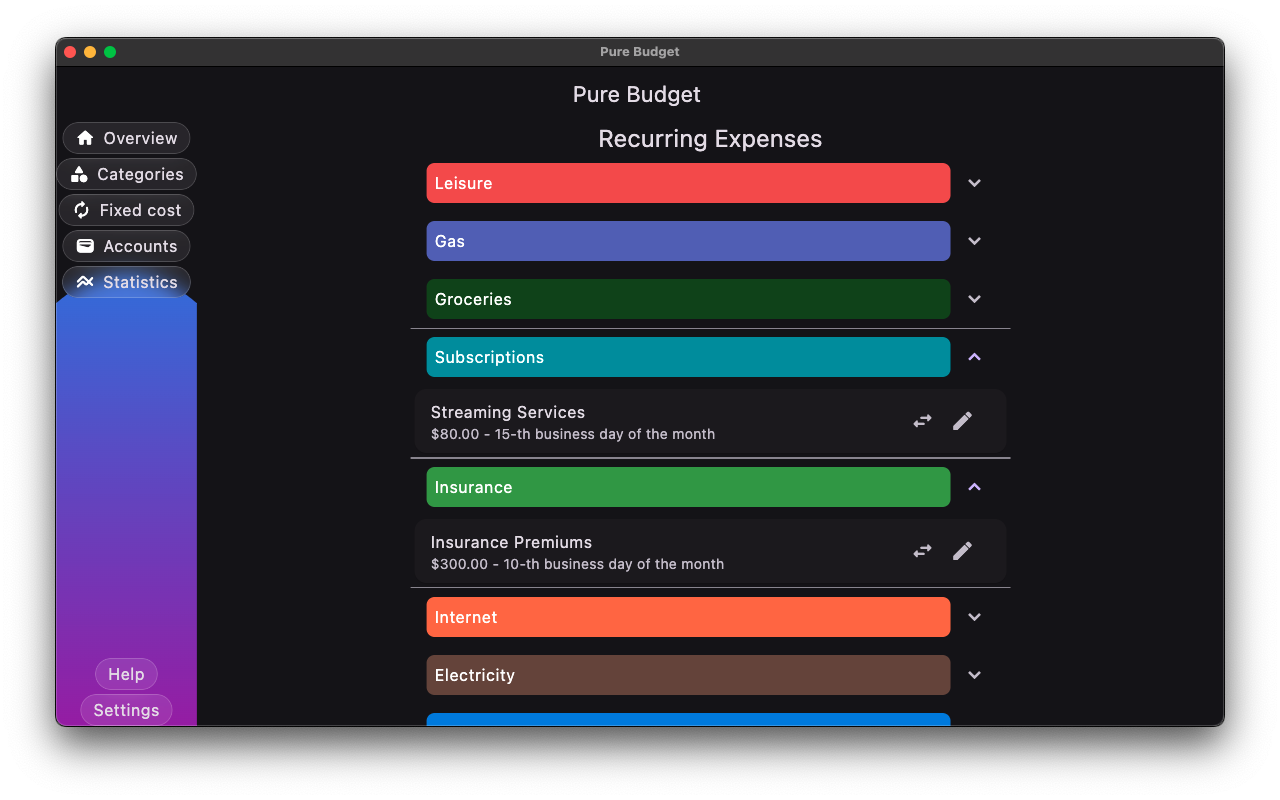 Pure Budget
Pure Budget
Overview
Categories
Fixed cost
Accounts
Statistics
Help
Settings
Recurring Expenses
Leisure
Gas
Groceries
Subscriptions
Streaming Services
$80.00 - 15-th business day of the month
Insurance
Insurance Premiums
$300.00 - 10-th business day of the month
Internet
Electricity